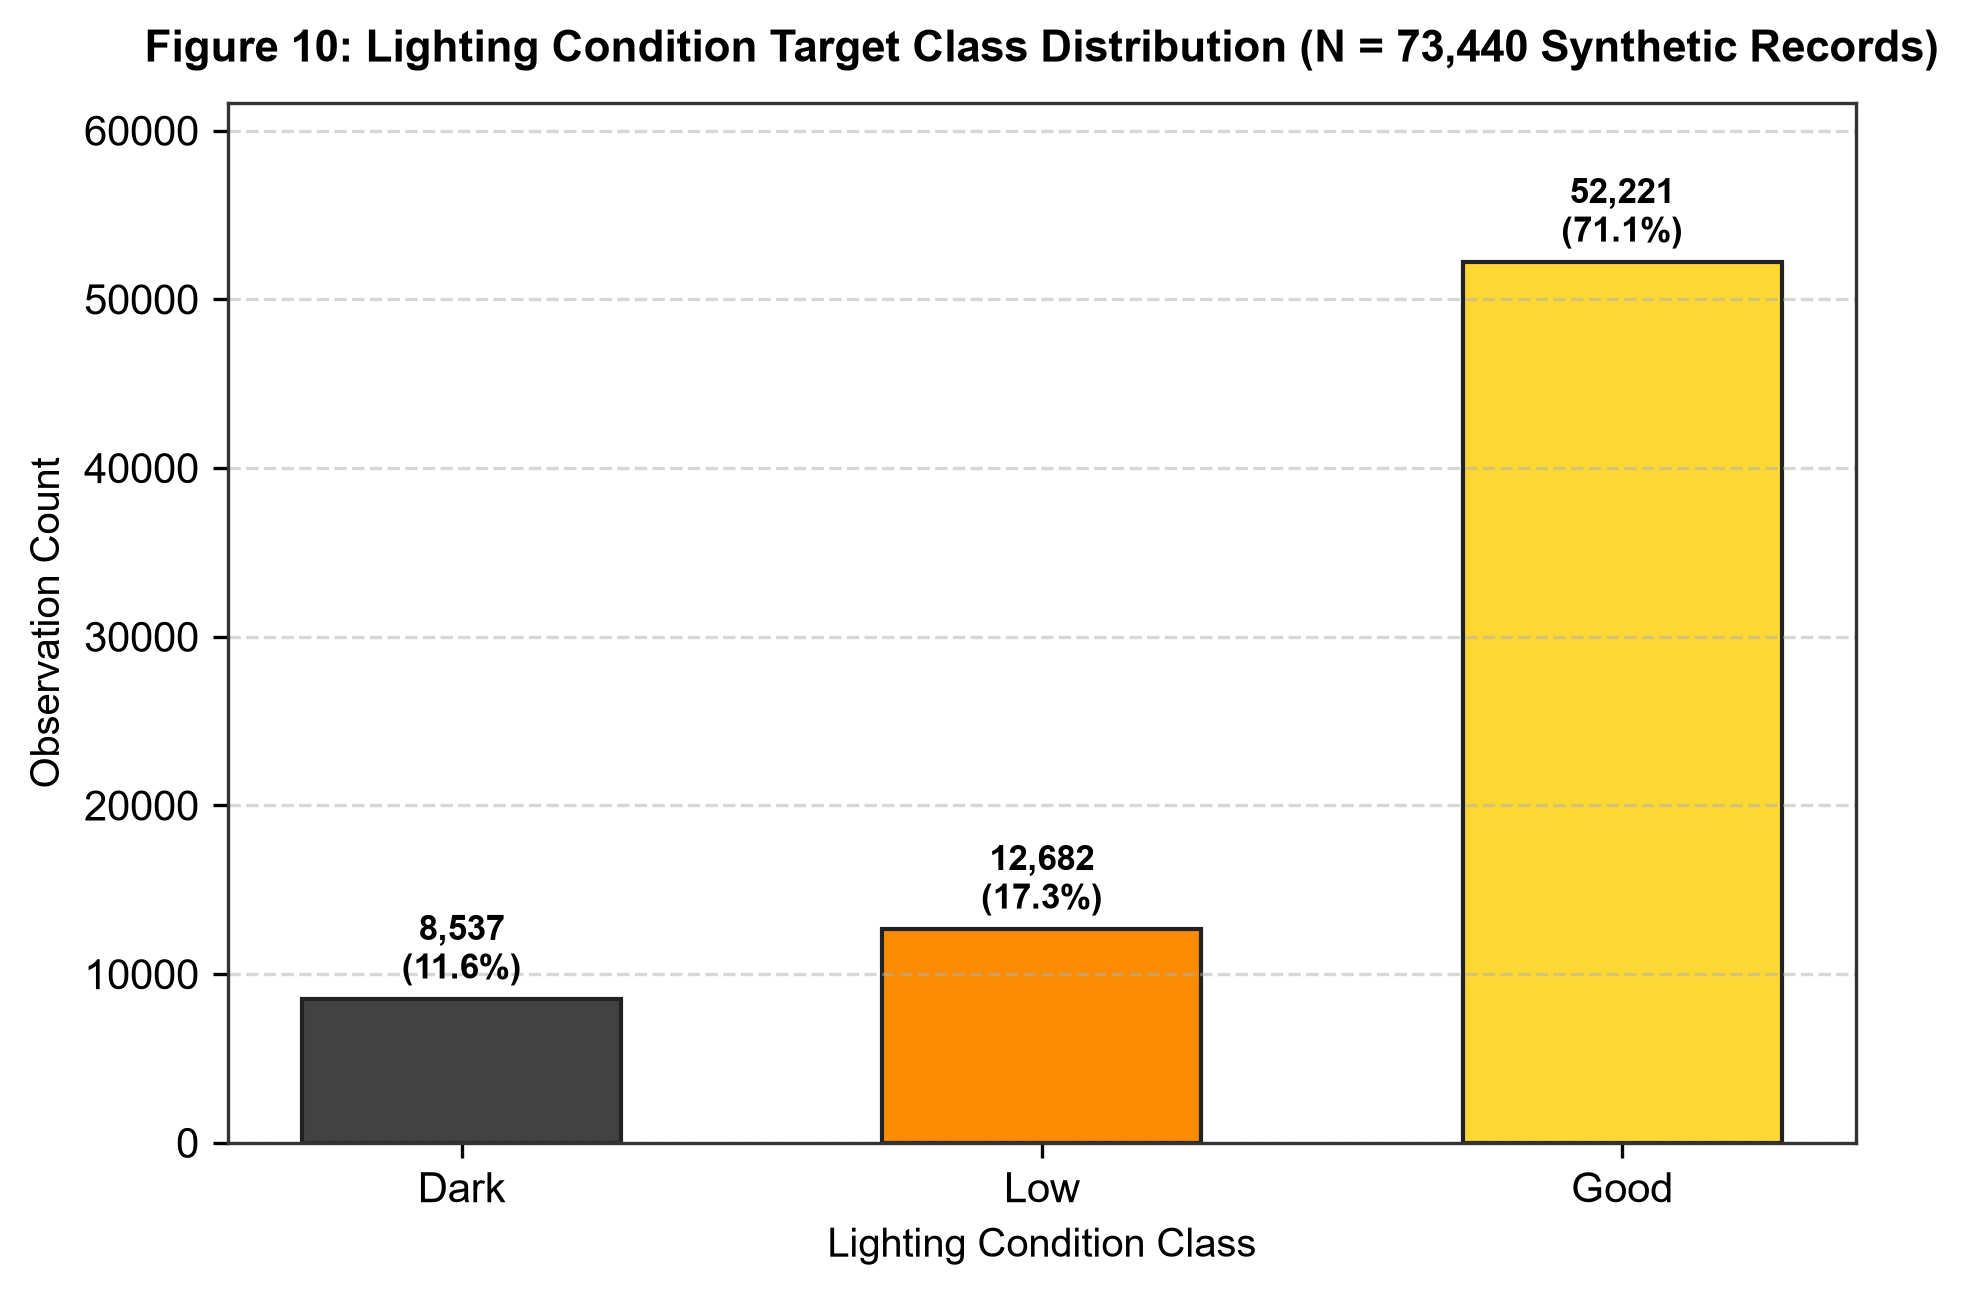 Figure 10: Lighting Condition Target Class Distribution (N = 73,440 Synthetic Records)
60000
50000
40000
30000
20000
10000
0
Observation Count
52,221
(71.1%)
12,682
(17.3%)
8,537
(11.6%)
Dark
Low
Good
Lighting Condition Class